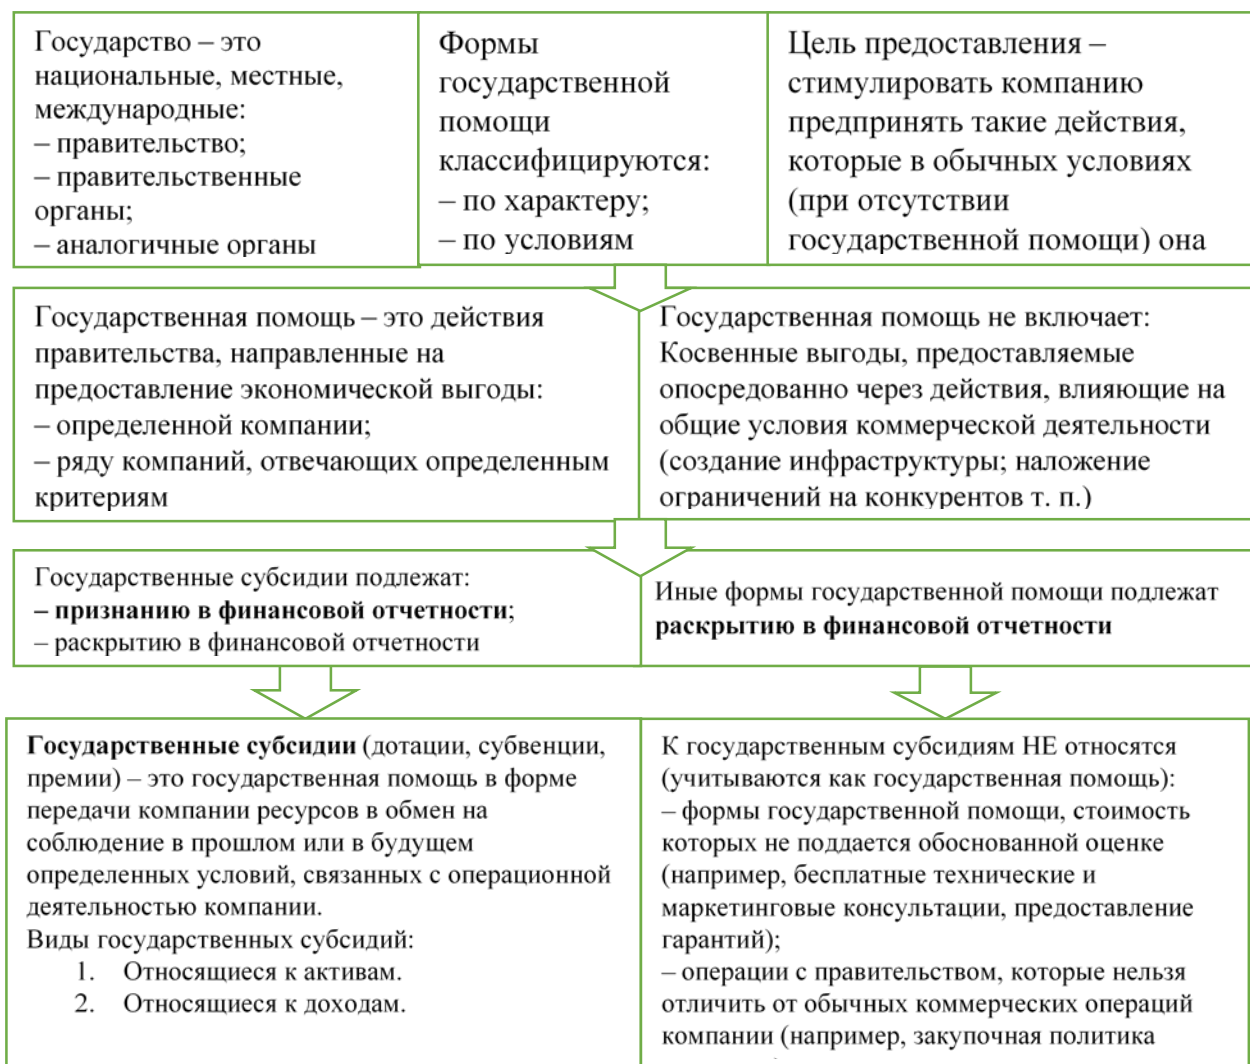 Государство – это
национальные, местные,
международные:
– правительство;
– правительственные
органы;
– аналогичные органы
Формы
государственной
помощи
классифицируются:
– по характеру;
– по условиям
Цель предоставления –
стимулировать компанию
предпринять такие действия,
которые в обычных условиях
(при отсутствии
государственной помощи) она
Государственная помощь – это действия
правительства, направленные на
предоставление экономической выгоды:
– определенной компании;
– ряду компаний, отвечающих определенным
критериям
Государственная помощь не включает:
Косвенные выгоды, предоставляемые
опосредованно через действия, влияющие на
общие условия коммерческой деятельности
(создание инфраструктуры; наложение
ограничений на конкурентов т. п.)
Государственные субсидии подлежат:
– признанию в финансовой отчетности;
– раскрытию в финансовой отчетности
Иные формы государственной помощи подлежат
раскрытию в финансовой отчетности
Государственные субсидии (дотации, субвенции,
премии) – это государственная помощь в форме
передачи компании ресурсов в обмен на
соблюдение в прошлом или в будущем
определенных условий, связанных с операционной
деятельностью компании.
Виды государственных субсидий:
1. Относящиеся к активам.
2. Относящиеся к доходам.
К государственным субсидиям НЕ относят
(учитываются как государственная помощь):
– формы государственной помощи, стоимость
которых не поддается обоснованной оценке
(например, бесплатные технические и
маркетинговые консультации, предоставление
гарантий);
– операции с правительством, которые нельзя
отличить от обычных коммерческих операций
компании (например, закупочная политика